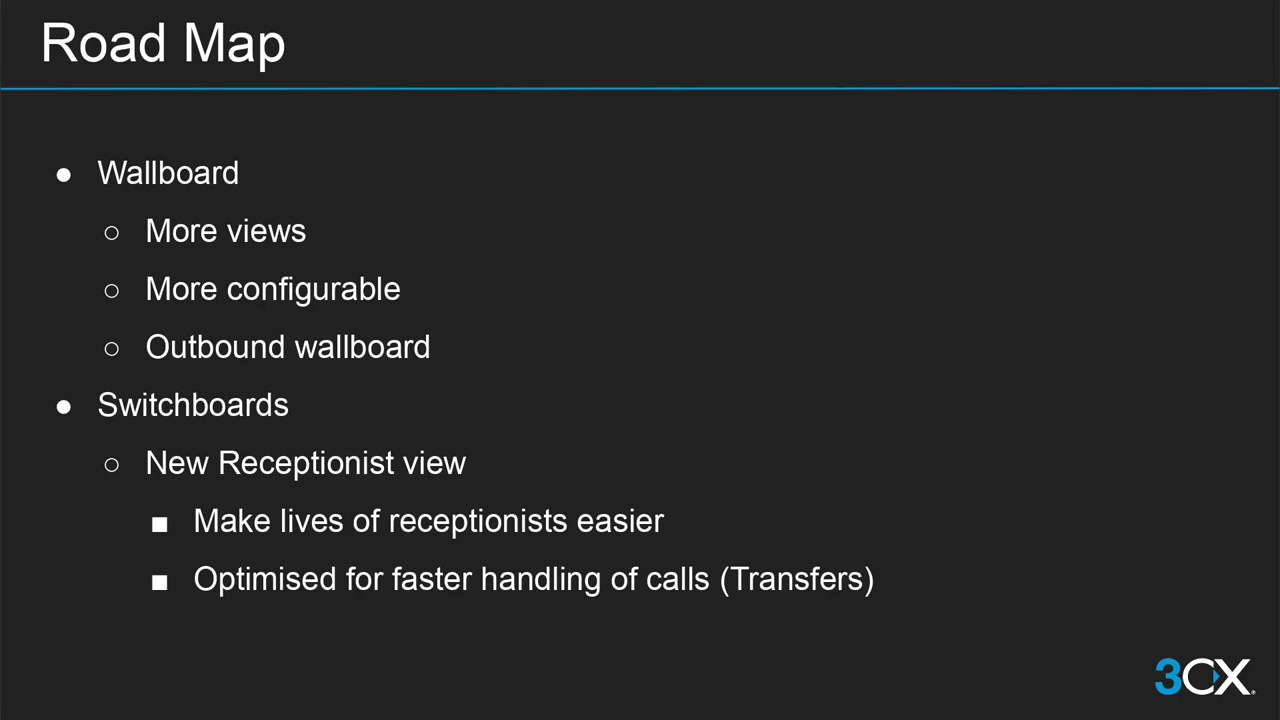 Road Map
● Wallboard
○ More views
○ More configurable
○ Outbound wallboard
● Switchboards
○ New Receptionist view
■ Make lives of receptionists easier
■ Optimised for faster handling of calls (Transfers)
3CX®